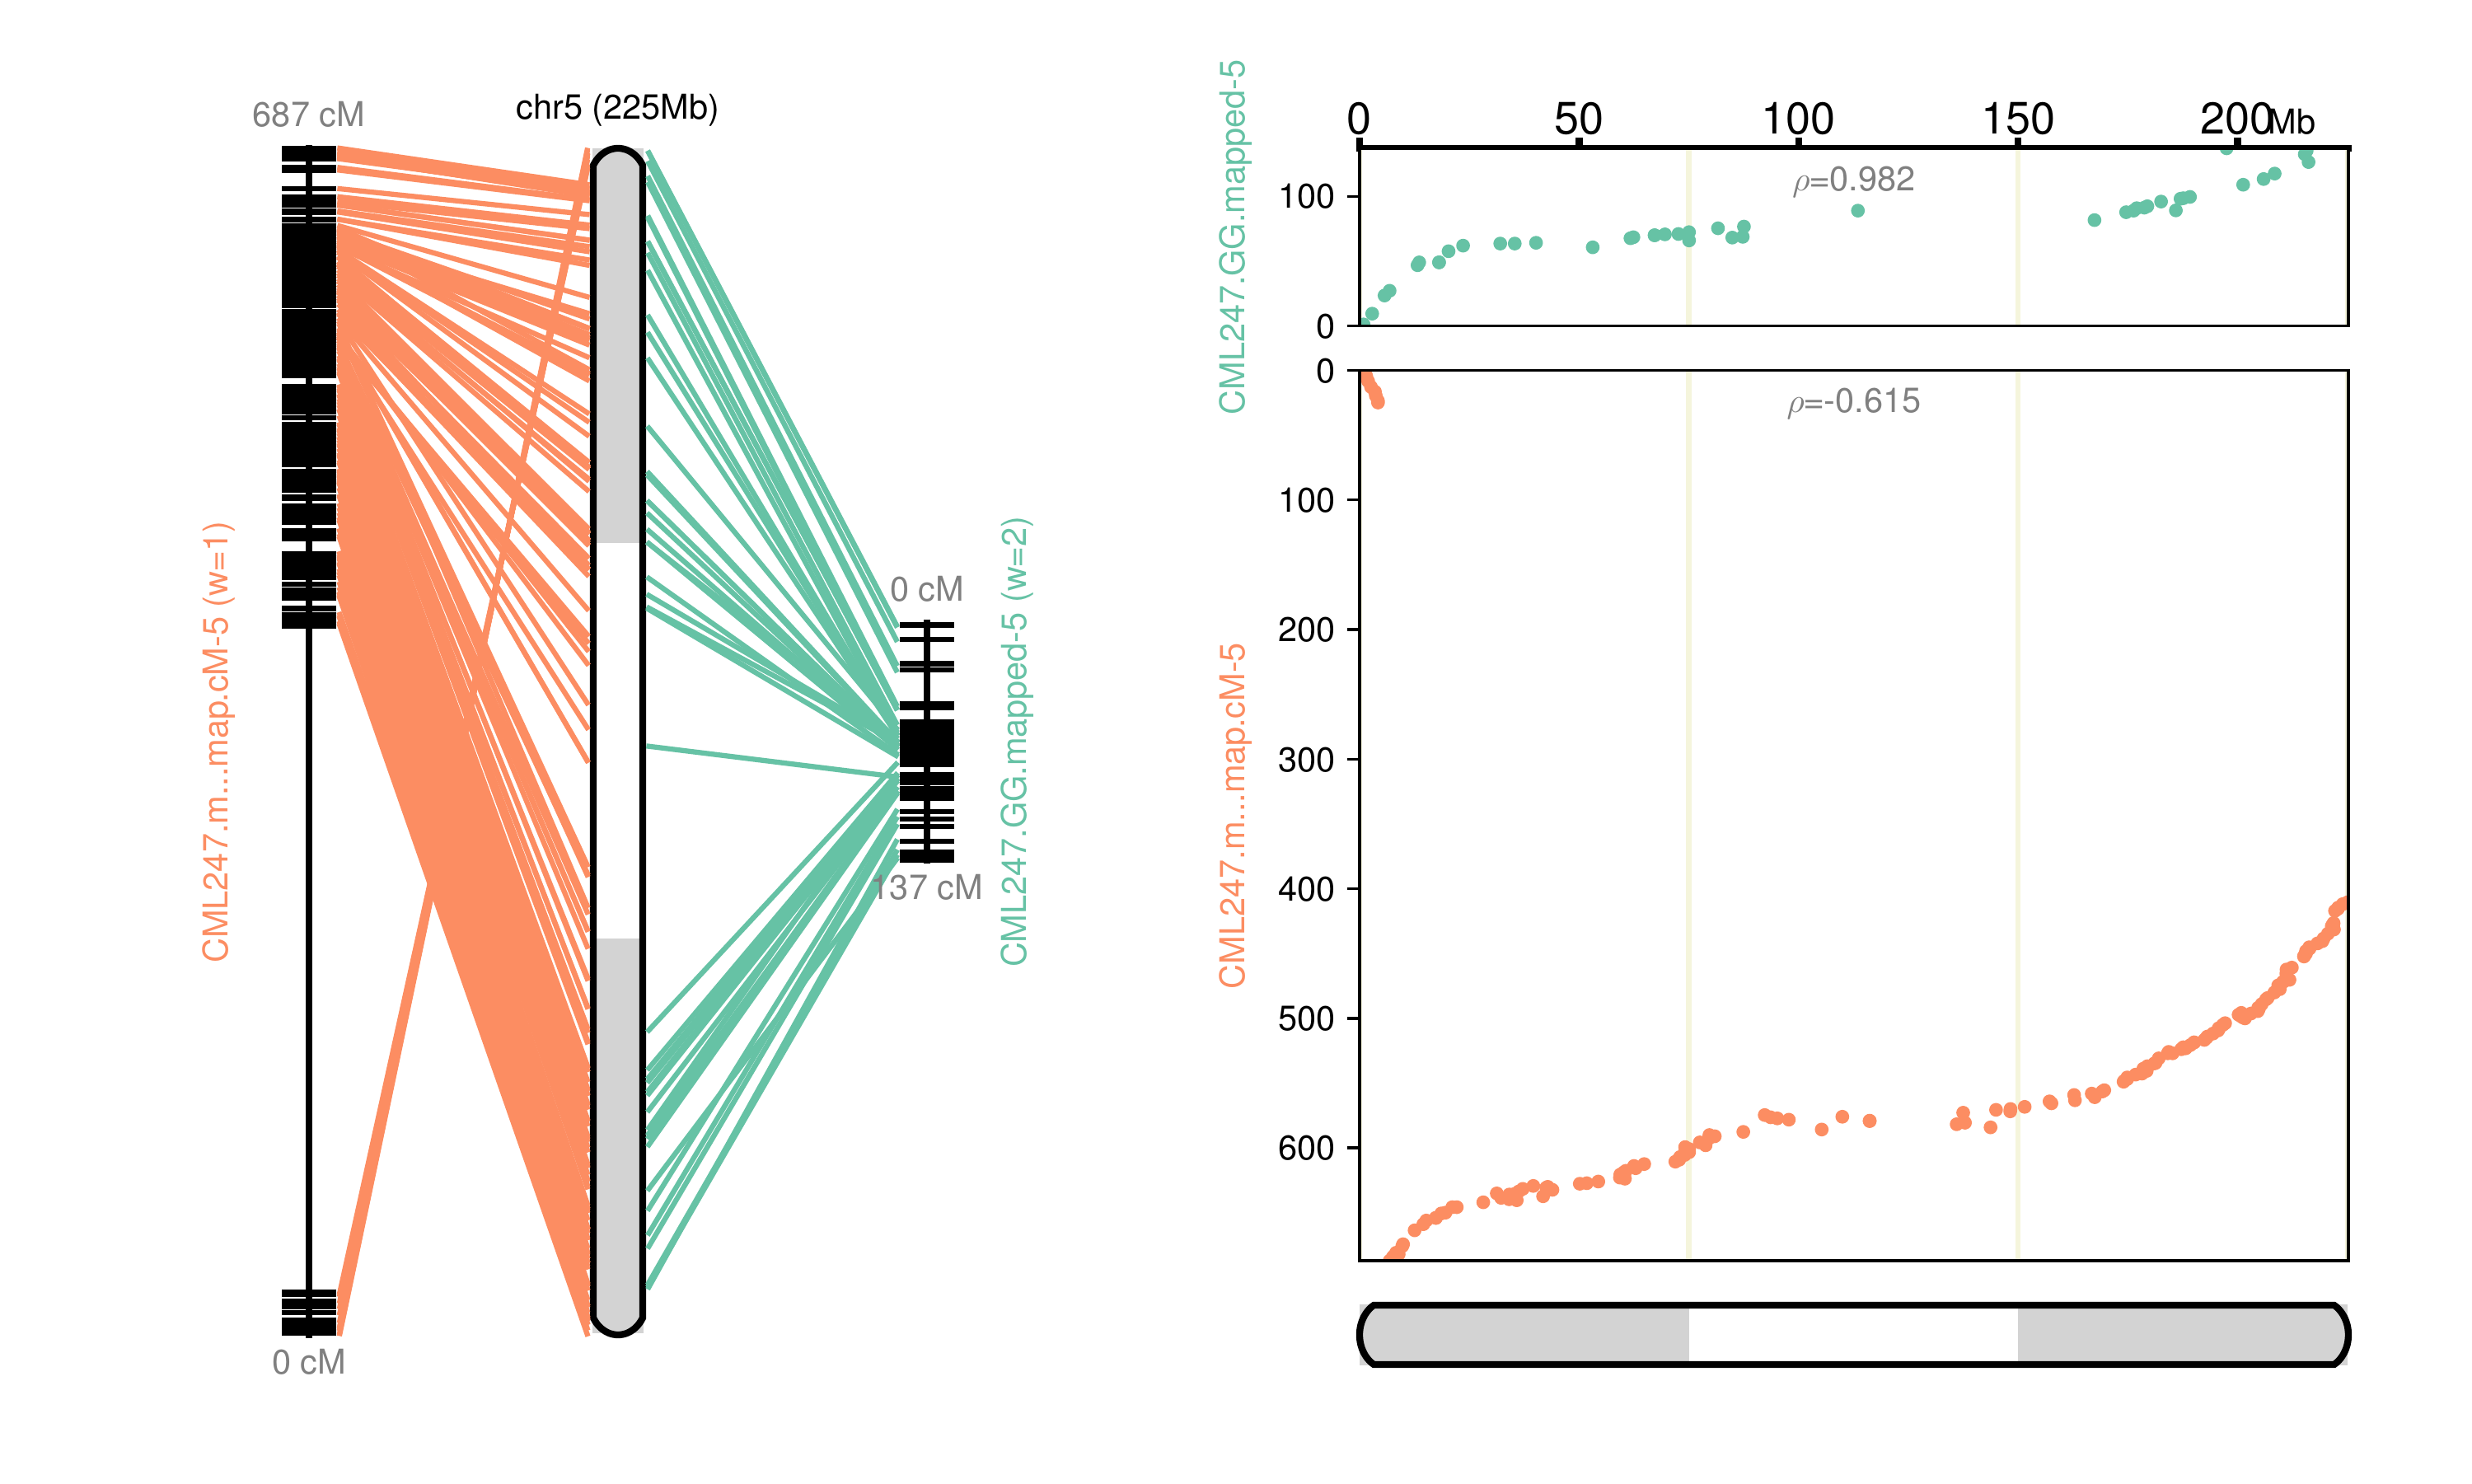 687 cM
chr5 (225Mb)
CML247.m...map.cM-5 (w=1)
0 cM
0 cM
137 cM
CML247.GG.mapped-5 (w=2)
CML247.GG.mapped-5
0 50 100 150 200 Mb
ρ=0.982
100
0
CML247.m...map.cM-5
ρ=-0.615
0
100
200
300
400
500
600